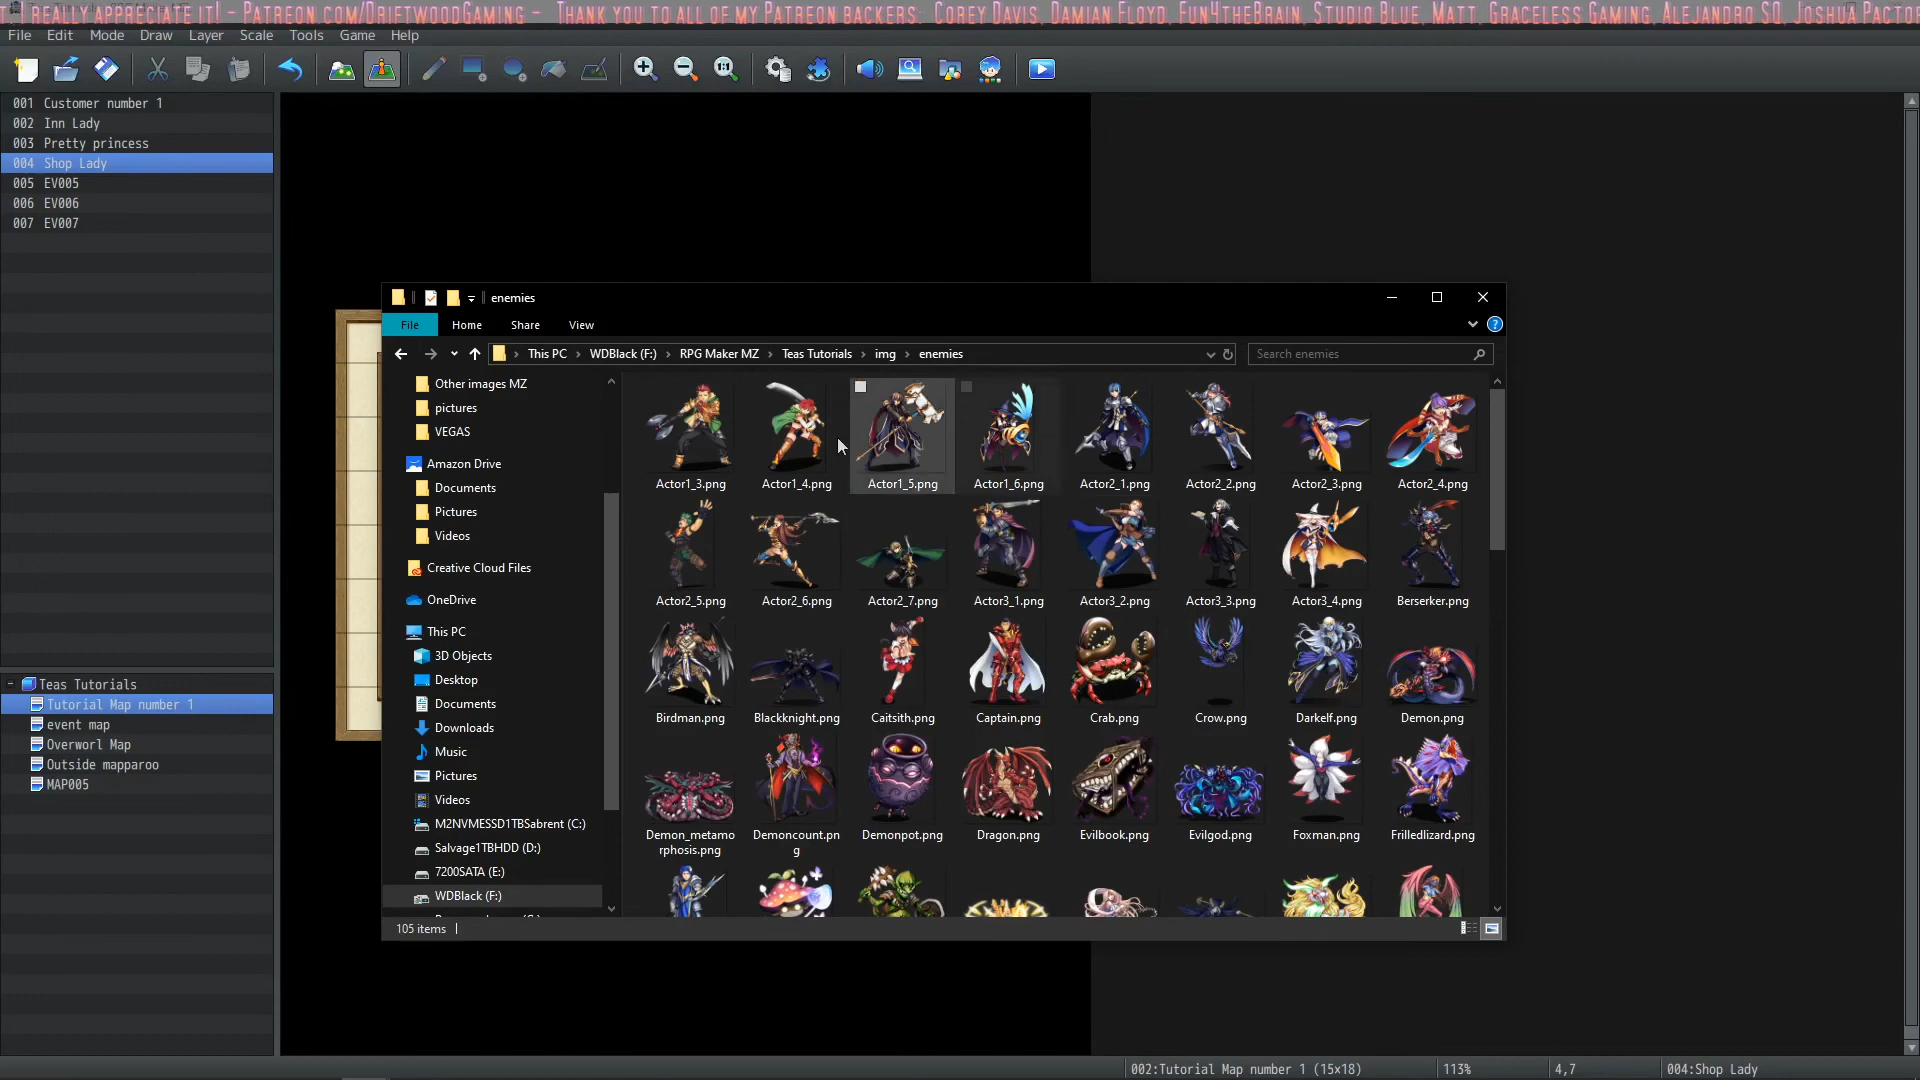 REALLY APPRECIATE IT! - PATREON.COM/DRIFTWOODGAMING - THANK YOU TO ALL OF MY PATREON BACKERS COREY DAVIS, DAMIAN FLOYD, FUN4THEBRAIN, STUDIO BLUE, MATT, GRACELESS GAMING, ALEJANDRO SQ, JOSHUA PACTOR
File Edit Mode Draw Layer Scale Tools Game Help
001 Customer number 1
002 Inn Lady
003 Pretty princess
004 Shop Lady
005 EV005
006 EV006
007 EV007
Teas Tutorials
Tutorial Map number 1
event map
Overworl Map
Outside mapparoo
MAP005
enemies
File Home Share View
This PC > WDBlack (F:) > RPG Maker MZ > Teas Tutorials > img > enemies
Search enemies
Other images MZ
pictures
VEGAS
Amazon Drive
Documents
Pictures
Videos
Creative Cloud Files
OneDrive
This PC
3D Objects
Desktop
Documents
Downloads
Music
Pictures
Videos
M2NVMESSD1TBSabrent (C:)
Salvage1TBHDD (D:)
7200SATA (E:)
WDBlack (F:)
Actor1_3.png Actor1_4.png Actor1_5.png Actor1_6.png Actor2_1.png Actor2_2.png Actor2_3.png Actor2_4.png
Actor2_5.png Actor2_6.png Actor2_7.png Actor3_1.png Actor3_2.png Actor3_3.png Actor3_4.png Berserker.png
Birdman.png Blackknight.png Caitsith.png Captain.png Crab.png Crow.png Darkelf.png Demon.png
Demon_metamo Demoncount.pn Demonpot.png Dragon.png Evilbook.png Evilgod.png Foxman.png Frilledlizard.png
rphosis.png g
105 items
002:Tutorial Map number 1 (15x18) 113% 4,7 004:Shop Lady